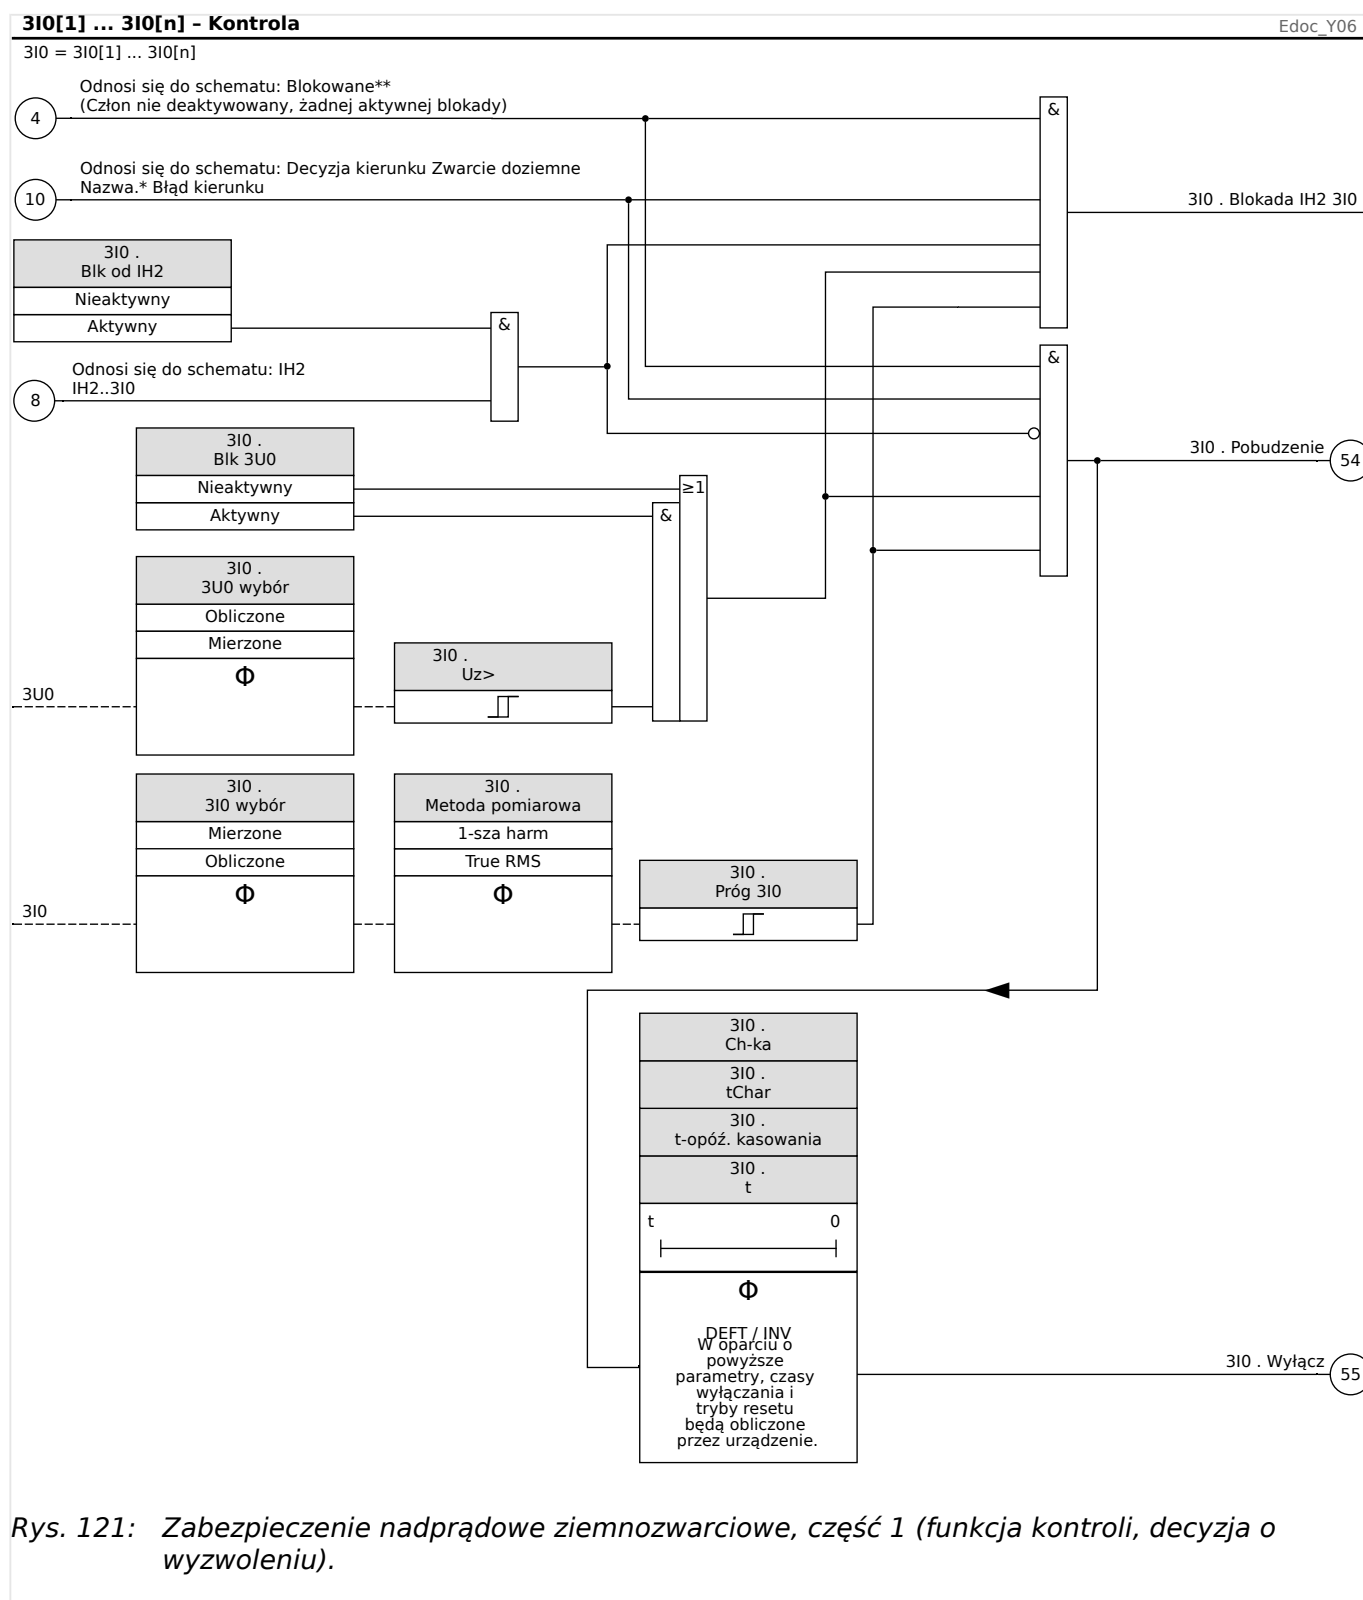 3I0[1] ... 3I0[n] – Kontrola
Edoc_Y06
3I0 = 3I0[1] ... 3I0[n]
Odnosi się do schematu: Blokowane**
(Człon nie deaktywowany, żadnej aktywnej blokady)
4
&
Odnosi się do schematu: Decyzja kierunku Zwarcie doziemne
Nazwa.* Błąd kierunku
10
3I0 . Blokada IH2 3I0
3I0 .
Blk od IH2
Nieaktywny
Aktywny
&
&
Odnosi się do schematu: IH2
IH2..3I0
8
3I0 .
Blk 3U0
Nieaktywny
Aktywny
≥1
&
3I0 . Pobudzenie
54
3I0 .
3U0 wybór
Obliczone
Mierzone
Φ
3U0
3I0 .
Uz>
3I0 .
3I0 wybór
Mierzone
Obliczone
Φ
3I0
3I0 .
Metoda pomiarowa
1-sza harm
True RMS
Φ
3I0 .
Próg 3I0
3I0 .
Ch-ka
3I0 .
tChar
3I0 .
t-opóź. kasowania
3I0 .
t
t 0
Φ
DEFT / INV
W oparciu o
powyższe
parametry, czasy
wyłączania i
tryby resetu
będą obliczone
przez urządzenie.
3I0 . Wyłącz
55
Rys. 121: Zabezpieczenie nadprądowe ziemnozwarciowe, część 1 (funkcja kontroli, decyzja o
wyzwoleniu).